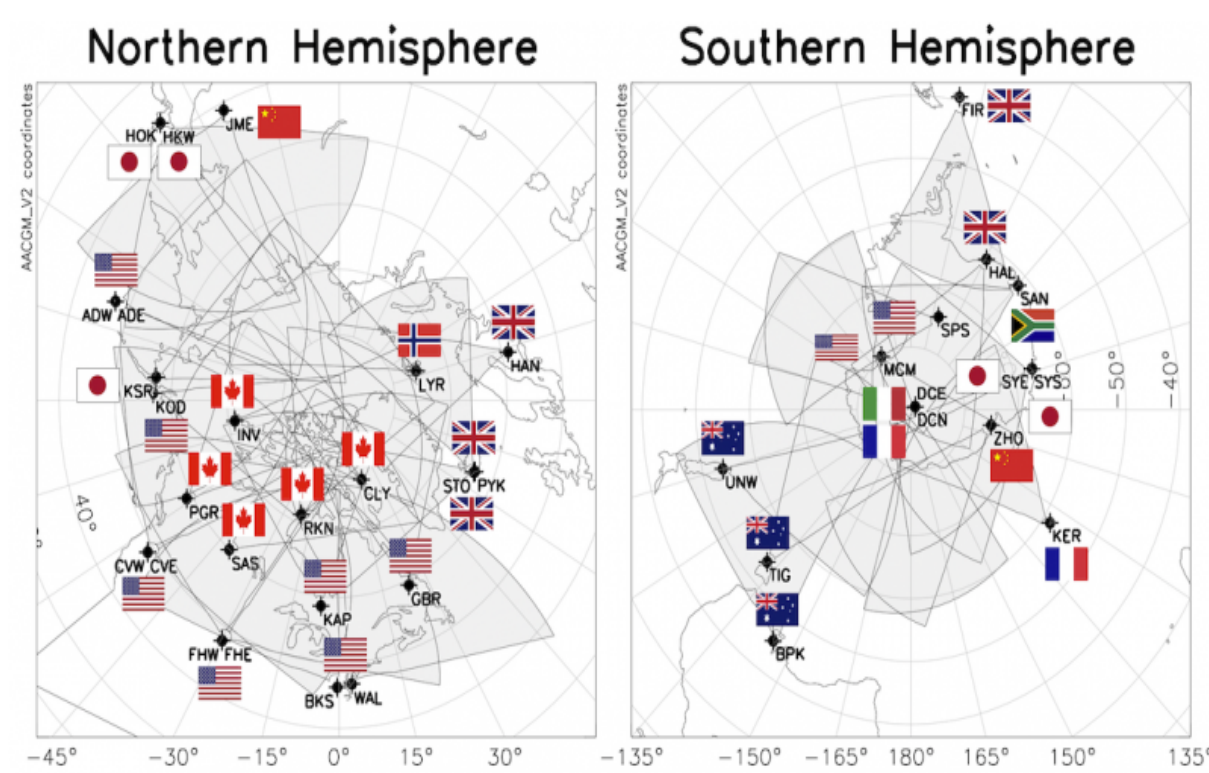 Northern Hemisphere
AACGM_V2 coordinates
HOK HKW
JME
ADW ADE
KSR
KOD
INV
LYR
HAN
PGR
RKN
CLY
STO PYK
40°
CVW CVE
SAS
KAP
GBR
FHW FHE
BKS
WAL
-45° -30° -15° 0° 15° 30°
Southern Hemisphere
AACGM_V2 coordinates
FIR
HAL
SAN
SPS
MCM
SYE SYS
-50°
-40°
DCE
DCN
ZHO
UNW
KER
TIG
BPK
-135° -150° -165° 180° 165° 150° 135°